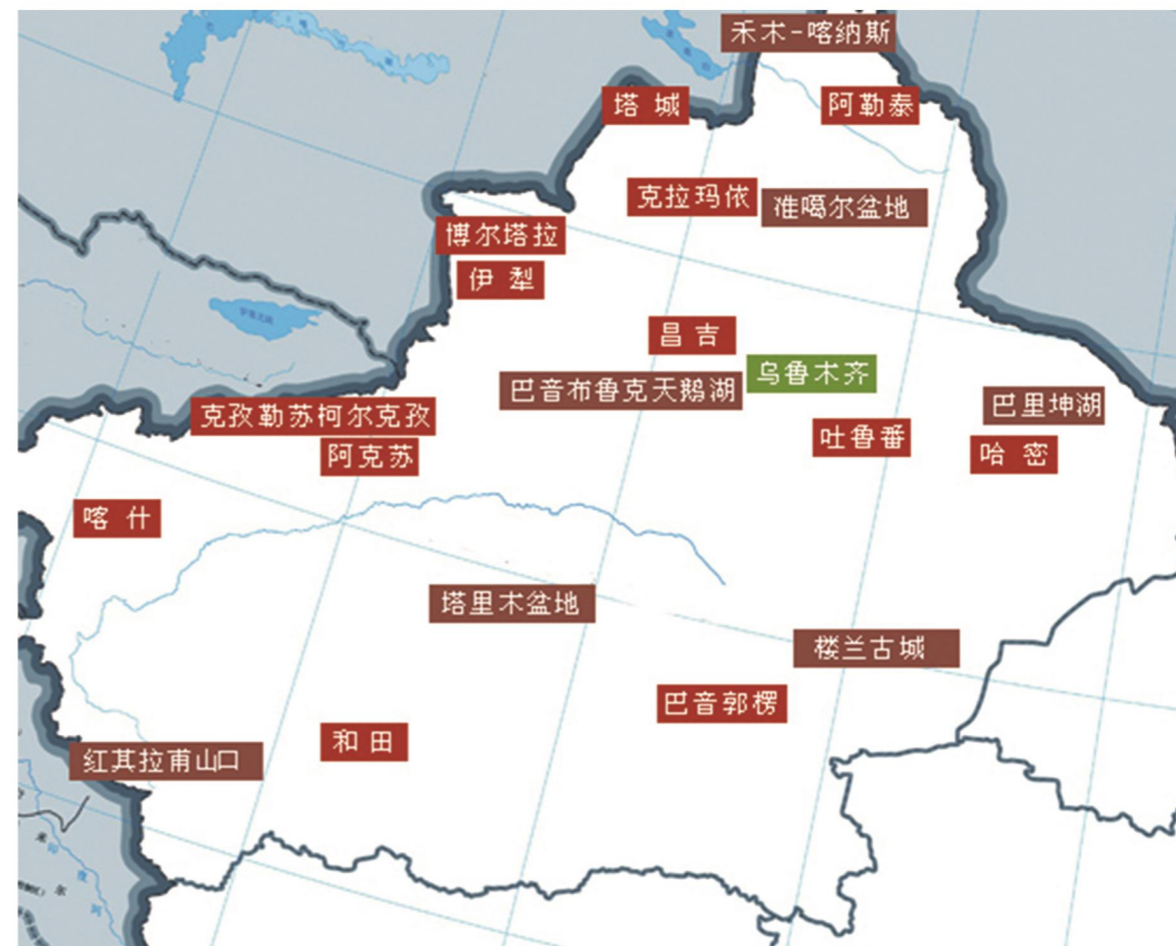 禾木-喀纳斯
塔城
阿勒泰
克拉玛依
准噶尔盆地
博尔塔拉
伊犁
昌吉
巴音布鲁克天鹅湖
乌鲁木齐
巴里坤湖
克孜勒苏柯尔克孜
吐鲁番
哈密
阿克苏
喀什
塔里木盆地
楼兰古城
巴音郭楞
和田
红其拉甫山口